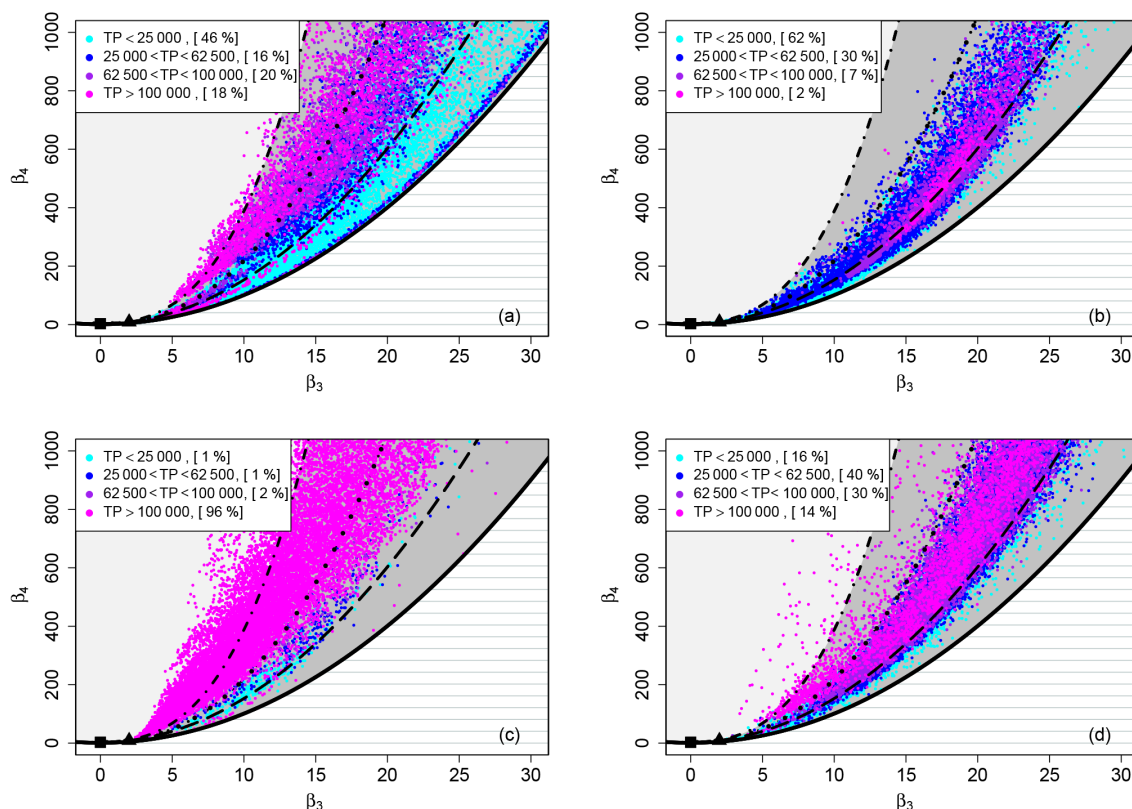 TP < 25 000 , [ 46 %]
25 000 < TP < 62 500, [ 16 %]
62 500 < TP < 100 000, [ 20 %]
TP > 100 000 , [ 18 %]
1000
800
600
400
200
0
β4
0 5 10 15 20 25 30
β3
(a)
TP < 25 000 , [ 62 %]
25 000 < TP < 62 500, [ 30 %]
62 500 < TP < 100 000, [ 7 %]
TP > 100 000, [ 2 %]
1000
800
600
400
200
0
β4
0 5 10 15 20 25 30
β3
(b)
TP < 25 000 , [ 1 %]
25 000 < TP < 62 500, [ 1 %]
62 500 < TP < 100 000, [ 2 %]
TP > 100 000, [ 96 %]
1000
800
600
400
200
0
β4
0 5 10 15 20 25 30
β3
(c)
TP < 25 000, [ 16 %]
25 000 < TP < 62 500, [ 40 %]
62 500 < TP < 100 000, [ 30 %]
TP > 100 000, [ 14 %]
1000
800
600
400
200
0
β4
0 5 10 15 20 25 30
β3
(d)